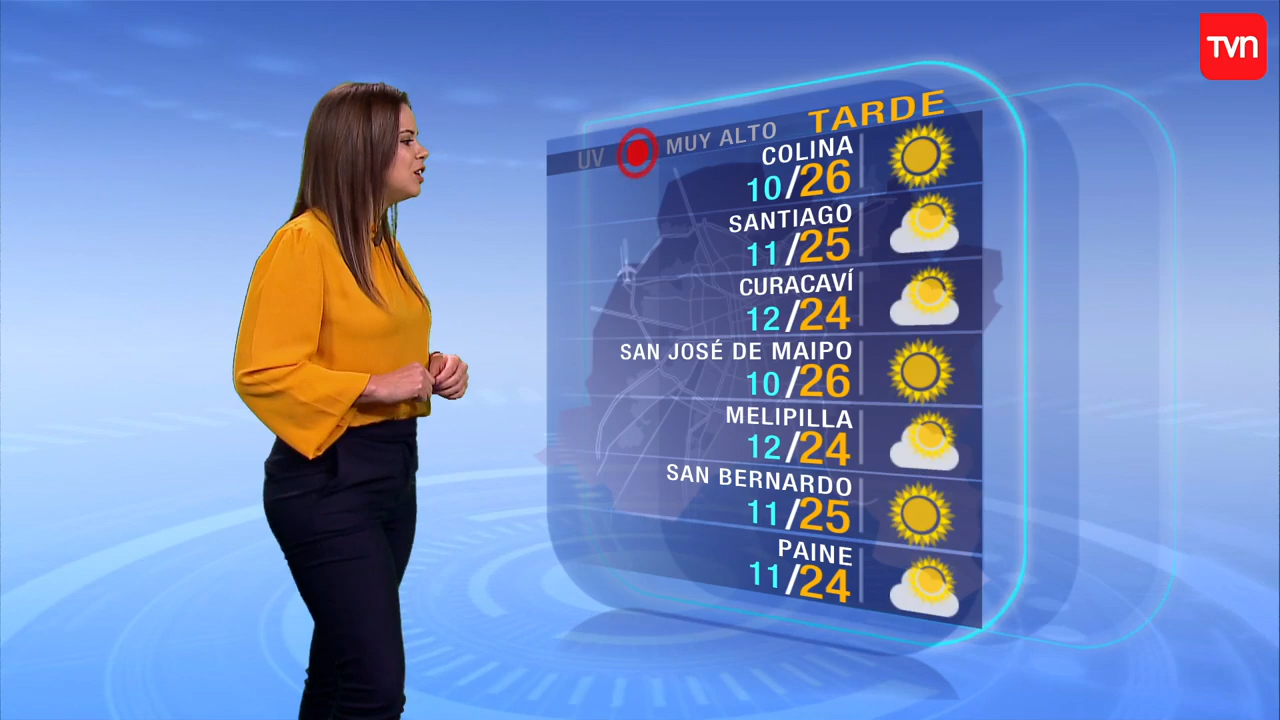 TVN
TARDE
UV MUY ALTO
COLINA
10/26
SANTIAGO
11/25
CURACAVÍ
12/24
SAN JOSÉ DE MAIPO
10/26
MELIPILLA
12/24
SAN BERNARDO
11/25
PAINE
11/24